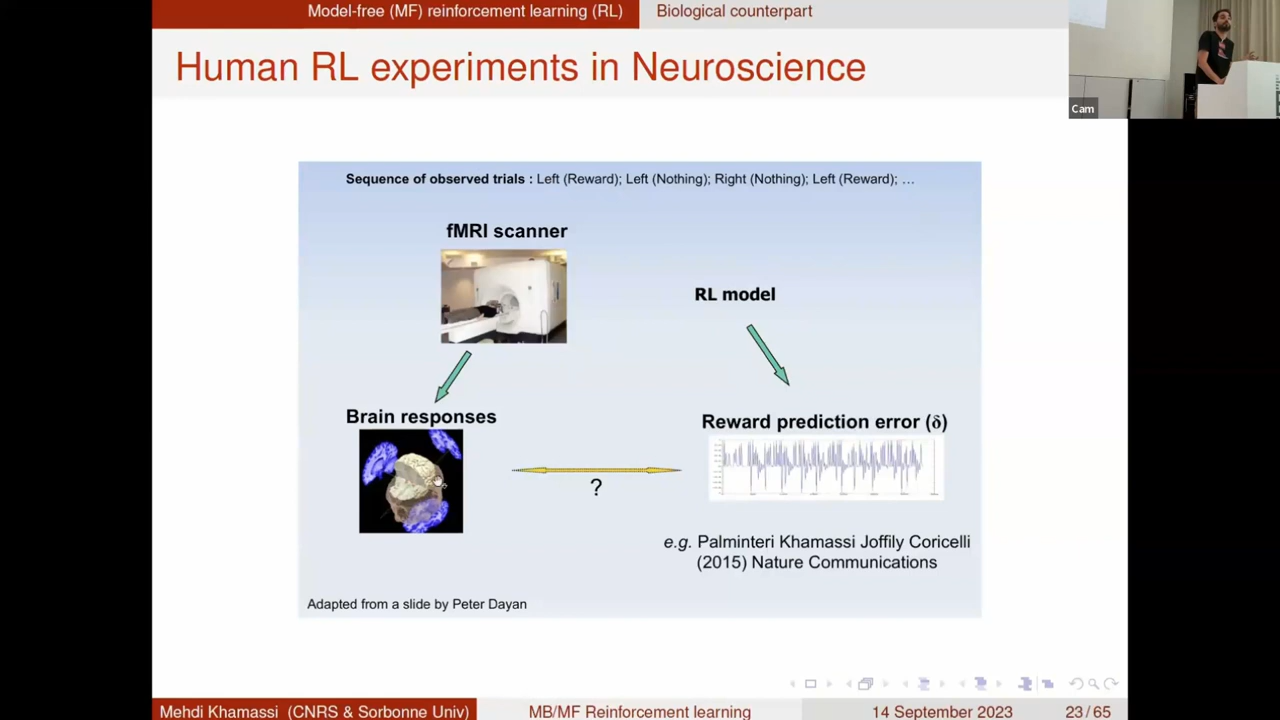 Model-free (MF) reinforcement learning (RL) Biological counterpart
Human RL experiments in Neuroscience
Cam
Sequence of observed trials : Left (Reward); Left (Nothing); Right (Nothing); Left (Reward); …
fMRI scanner
RL model
Brain responses
Reward prediction error (δ)
?
e.g. Palminteri Khamassi Joffily Coricelli
(2015) Nature Communications
Adapted from a slide by Peter Dayan
Mehdi Khamassi (CNRS & Sorbonne Univ) MB/MF Reinforcement learning 14 September 2023 23 / 65